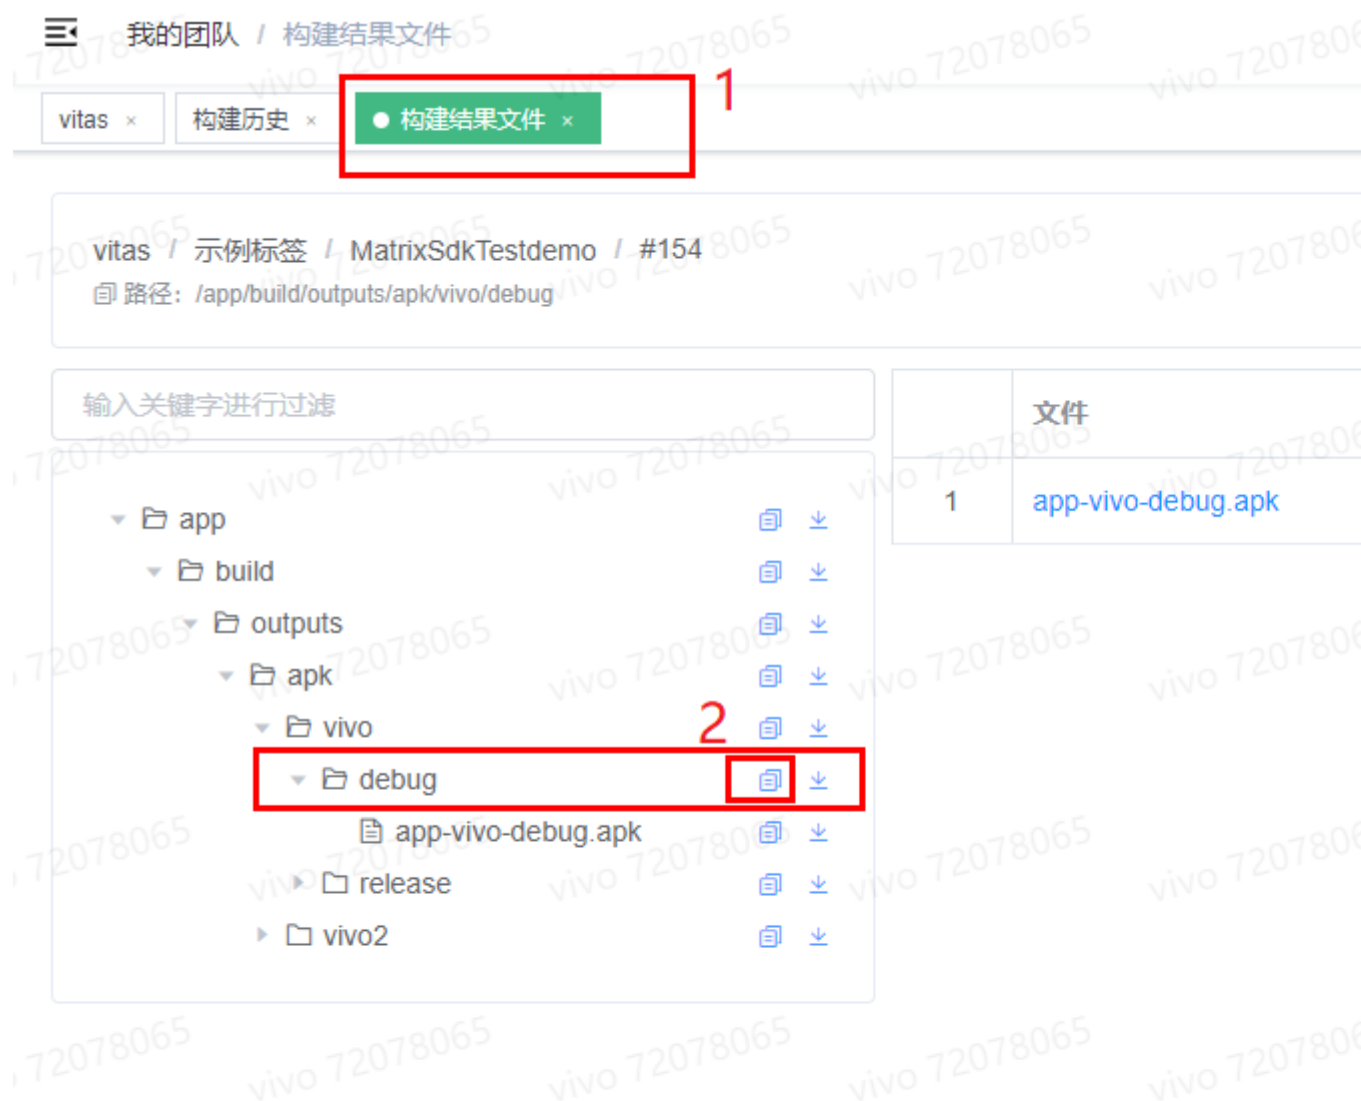 我的团队 / 构建结果文件
1
vitas × 构建历史 × 构建结果文件 ×
vitas / 示例标签 / MatrixSdkTestdemo / #154
路径：/app/build/outputs/apk/vivo/debug
输入关键字进行过滤
文件
1 app-vivo-debug.apk
app
build
outputs
apk
vivo
2
debug
app-vivo-debug.apk
release
vivo2
vivo 72078065